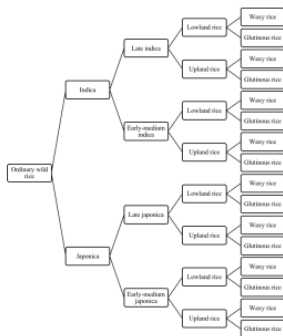 Ordinary wild
rice
Indica
Japonica
Late indica
Early-medium
indica
Late japonica
Early-medium
japonica
Lowland rice
Upland rice
Lowland rice
Upland rice
Lowland rice
Upland rice
Lowland rice
Upland rice
Waxy rice
Glutinous rice
Waxy rice
Glutinous rice
Waxy rice
Glutinous rice
Waxy rice
Glutinous rice
Waxy rice
Glutinous rice
Waxy rice
Glutinous rice
Waxy rice
Glutinous rice
Waxy rice
Glutinous rice